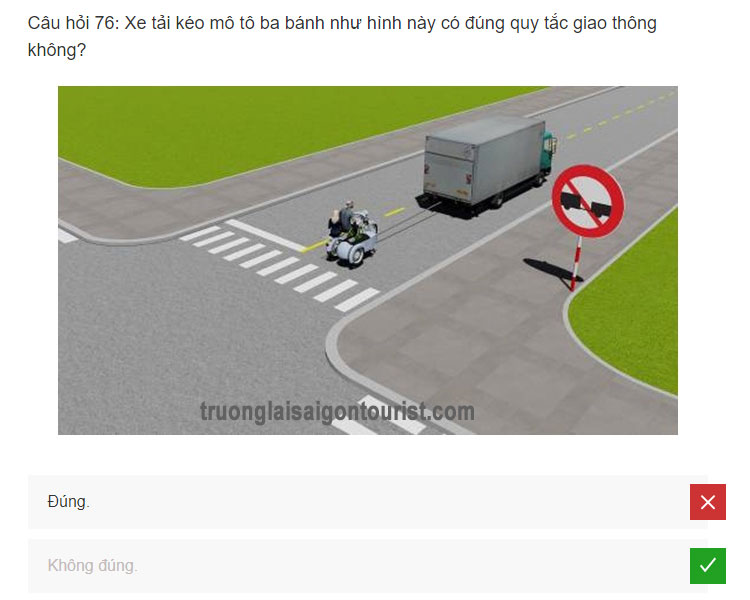 Câu hỏi 76: Xe tải kéo mô tô ba bánh như hình này có đúng quy tắc giao thông
không?
truonglaisaigontourist.com
Đúng.
Không đúng.